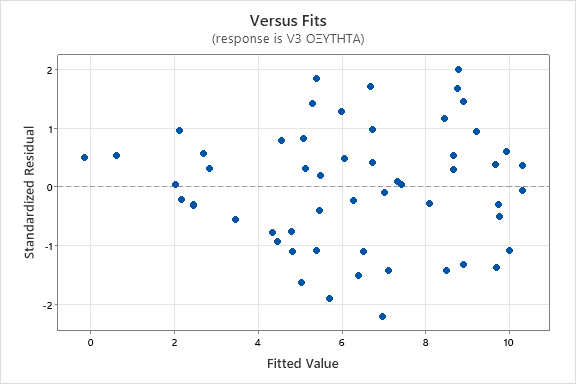 Versus Fits
(response is V3 ΟΞΥΤΗΤΑ)
2
1
0
-1
-2
Standardized Residual
0 2 4 6 8 10
Fitted Value